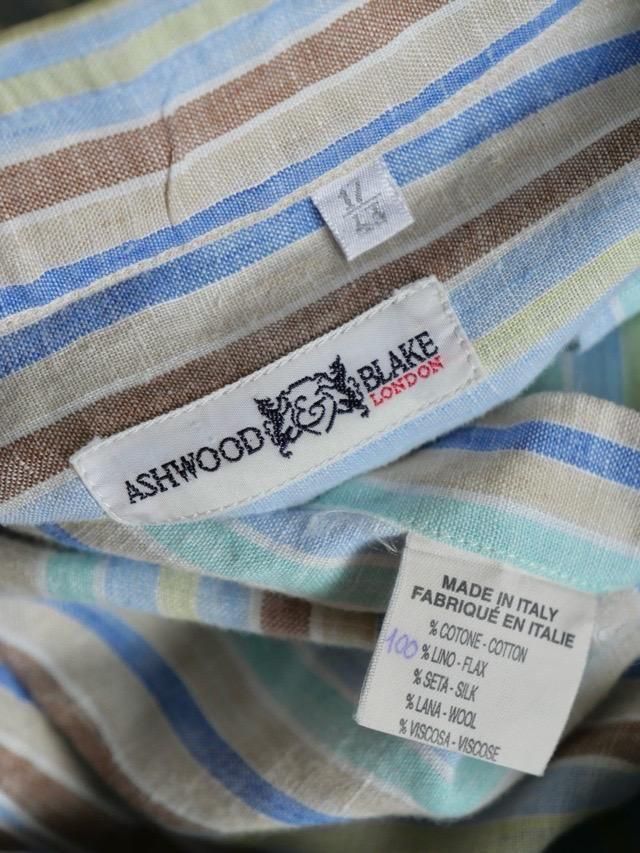 17
43
ASHWOOD & BLAKE
LONDON
MADE IN ITALY
FABRIQUÉ EN ITALIE
% COTONE - COTTON
100 % LINO - FLAX
% SETA - SILK
% LANA - WOOL
% VISCOSA - VISCOSE